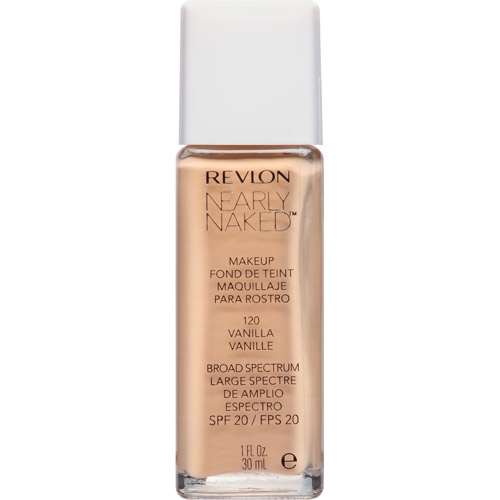 REVLON
NEARLY
NAKED™
MAKEUP
FOND DE TEINT
MAQUILLAJE
PARA ROSTRO
120
VANILLA
VANILLE
BROAD SPECTRUM
LARGE SPECTRE
DE AMPLIO
ESPECTRO
SPF 20 / FPS 20
1 FL. Oz.
30 mL e